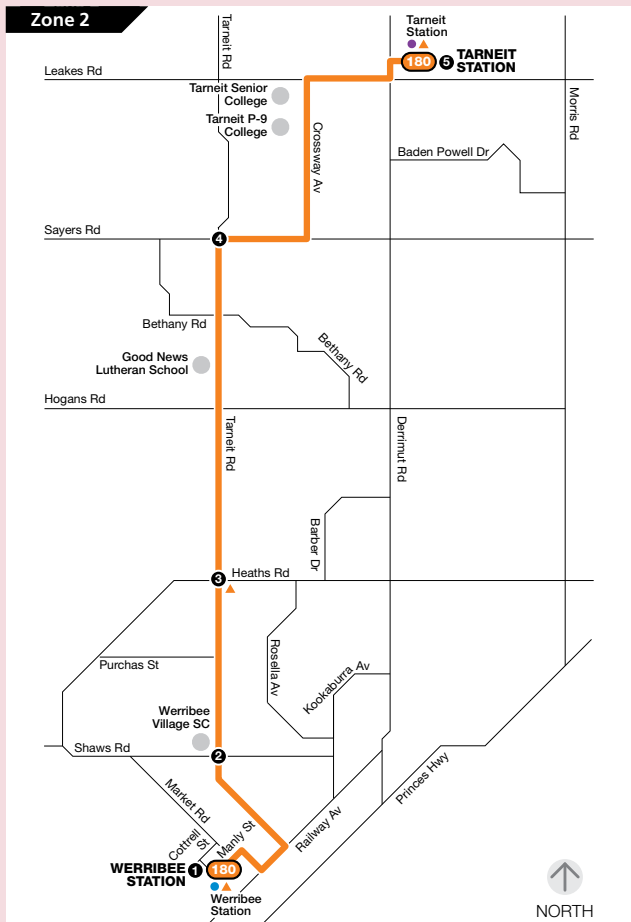 Zone 2
Tarneit Rd
Tarneit
Station
180
5
TARNEIT
STATION
Leakes Rd
Tarneit Senior
College
Tarneit P-9
College
Crossway Av
Morris Rd
Baden Powell Dr
Sayers Rd
4
Bethany Rd
Bethany Rd
Good News
Lutheran School
Hogans Rd
Tarneit Rd
Derrimut Rd
Barber Dr
3
Heaths Rd
Purchas St
Rosella Av
Kookaburra Av
Werribee
Village SC
Shaws Rd
2
Market Rd
Princes Hwy
Railway Av
Manly St
Cottrell
St
WERRIBEE
STATION
1
180
Werribee
Station
NORTH